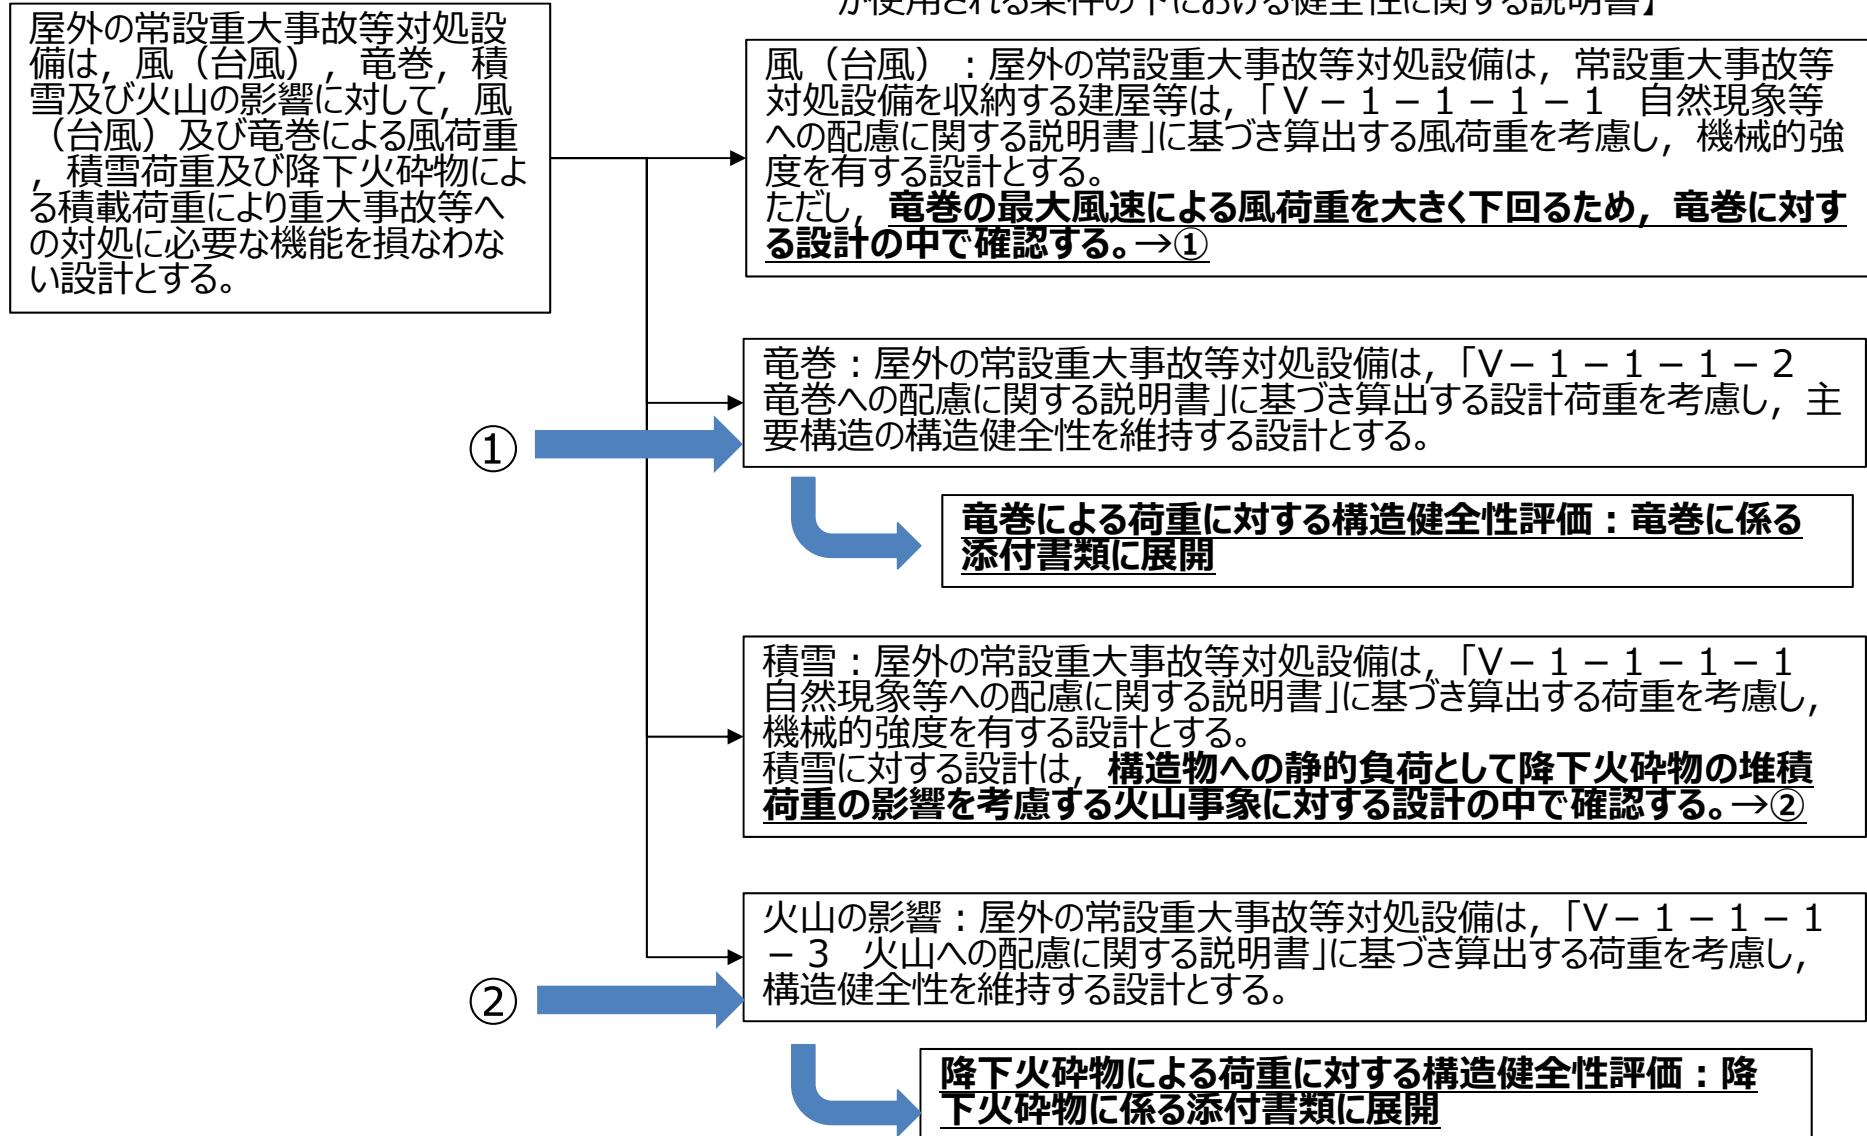 が使用される条件の下における健全性に関する説明書】
屋外の常設重大事故等対処設
備は，風（台風），竜巻，積
雪及び火山の影響に対して，風
（台風）及び竜巻による風荷重
，積雪荷重及び降下火砕物によ
る積載荷重により重大事故等へ
の対処に必要な機能を損なわな
い設計とする。
風（台風）：屋外の常設重大事故等対処設備は，常設重大事故等
対処設備を収納する建屋等は，「Ⅴ－１－１－１－１　自然現象等
への配慮に関する説明書」に基づき算出する風荷重を考慮し，機械的強
度を有する設計とする。
ただし，竜巻の最大風速による風荷重を大きく下回るため，竜巻に対す
る設計の中で確認する。→①
①
竜巻：屋外の常設重大事故等対処設備は，「Ⅴ－１－１－１－２
竜巻への配慮に関する説明書」に基づき算出する設計荷重を考慮し，主
要構造の構造健全性を維持する設計とする。
竜巻による荷重に対する構造健全性評価：竜巻に係る
添付書類に展開
積雪：屋外の常設重大事故等対処設備は，「Ⅴ－１－１－１－１
自然現象等への配慮に関する説明書」に基づき算出する荷重を考慮し，
機械的強度を有する設計とする。
積雪に対する設計は，構造物への静的負荷として降下火砕物の堆積
荷重の影響を考慮する火山事象に対する設計の中で確認する。→②
②
火山の影響：屋外の常設重大事故等対処設備は，「Ⅴ－１－１－１
－３　火山への配慮に関する説明書」に基づき算出する荷重を考慮し，
構造健全性を維持する設計とする。
降下火砕物による荷重に対する構造健全性評価：降
下火砕物に係る添付書類に展開